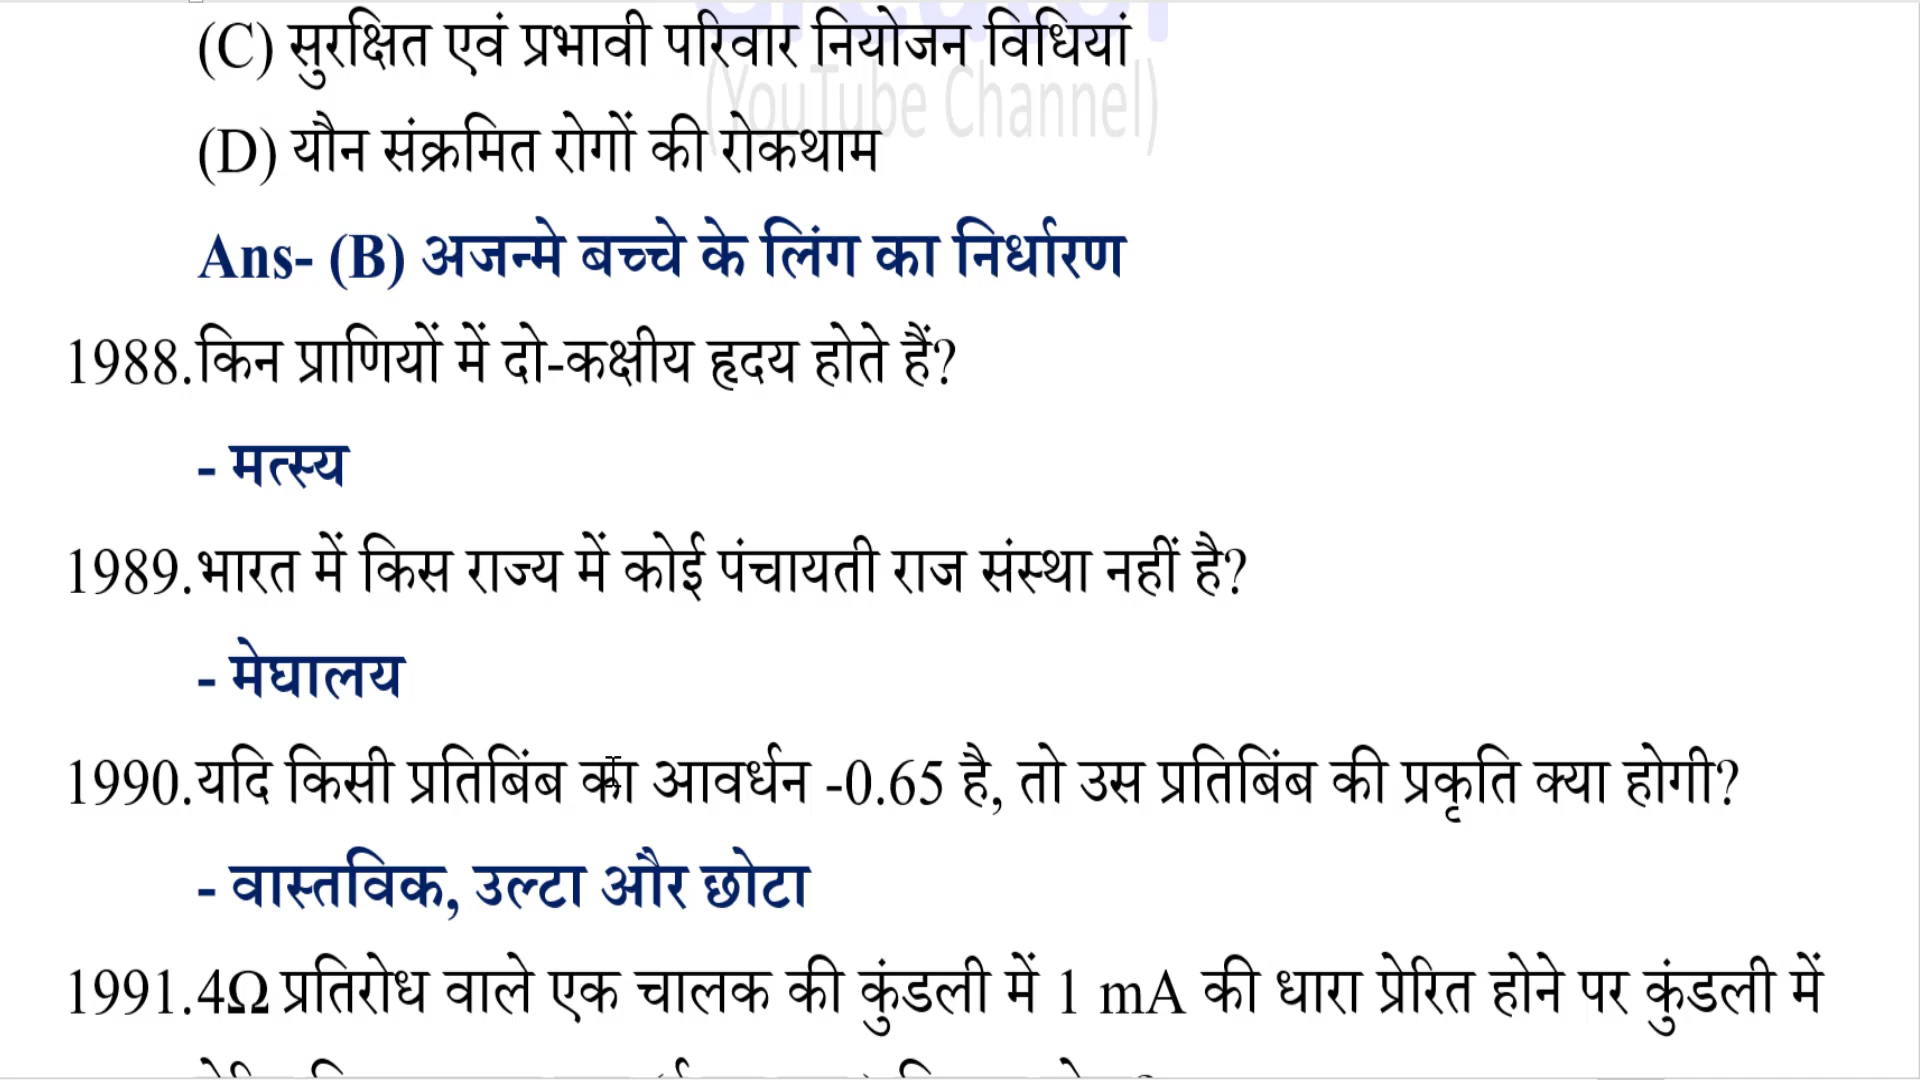 (C) सुरक्षित एवं प्रभावी परिवार नियोजन विधियां
(YouTube Channel)
(D) यौन संक्रमित रोगों की रोकथाम
Ans- (B) अजन्मे बच्चे के लिंग का निर्धारण
1988.किन प्राणियों में दो-कक्षीय हृदय होते हैं?
- मत्स्य
1989.भारत में किस राज्य में कोई पंचायती राज संस्था नहीं है?
- मेघालय
1990.यदि किसी प्रतिबिंब का आवर्धन -0.65 है, तो उस प्रतिबिंब की प्रकृति क्या होगी?
- वास्तविक, उल्टा और छोटा
1991.4Ω प्रतिरोध वाले एक चालक की कुंडली में 1 mA की धारा प्रेरित होने पर कुंडली में